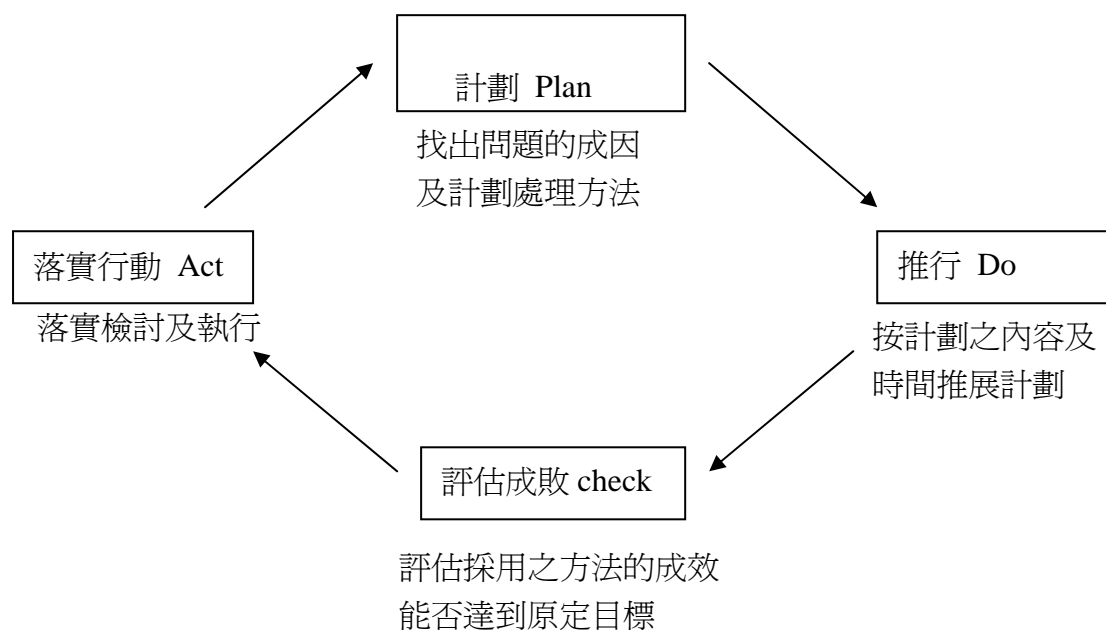 計劃 Plan
找出問題的成因
及計劃處理方法
落實行動 Act
落實檢討及執行
推行 Do
按計劃之內容及
時間推展計劃
評估成敗 check
評估採用之方法的成效
能否達到原定目標